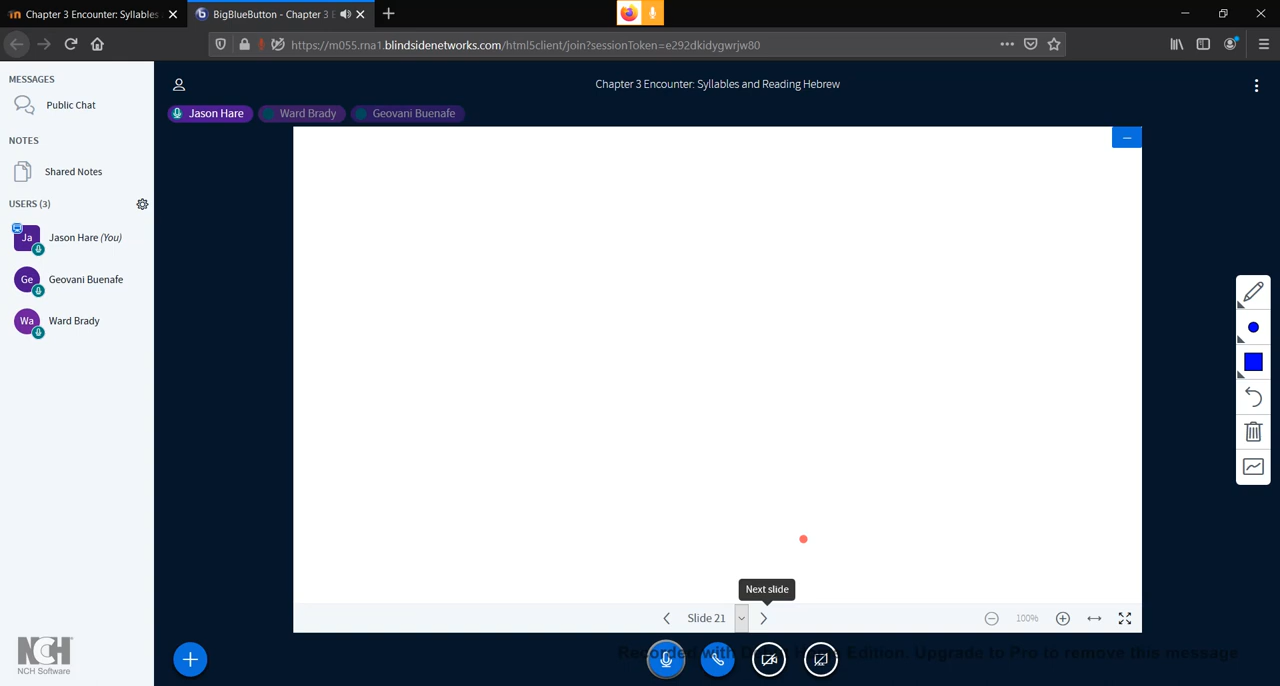 Chapter 3 Encounter: Syllables
BigBlueButton - Chapter 3 E
https://m055.rna1.blindsidenetworks.com/html5client/join?sessionToken=e292dkidygwrjw80
MESSAGES
Public Chat
NOTES
Shared Notes
USERS (3)
Ja Jason Hare (You)
Ge Geovani Buenafe
Wa Ward Brady
Chapter 3 Encounter: Syllables and Reading Hebrew
Jason Hare Ward Brady Geovani Buenafe
Next slide
Slide 21
100%
NCH
NCH Software
Recorded with Edition. Upgrade to Pro to remove this message